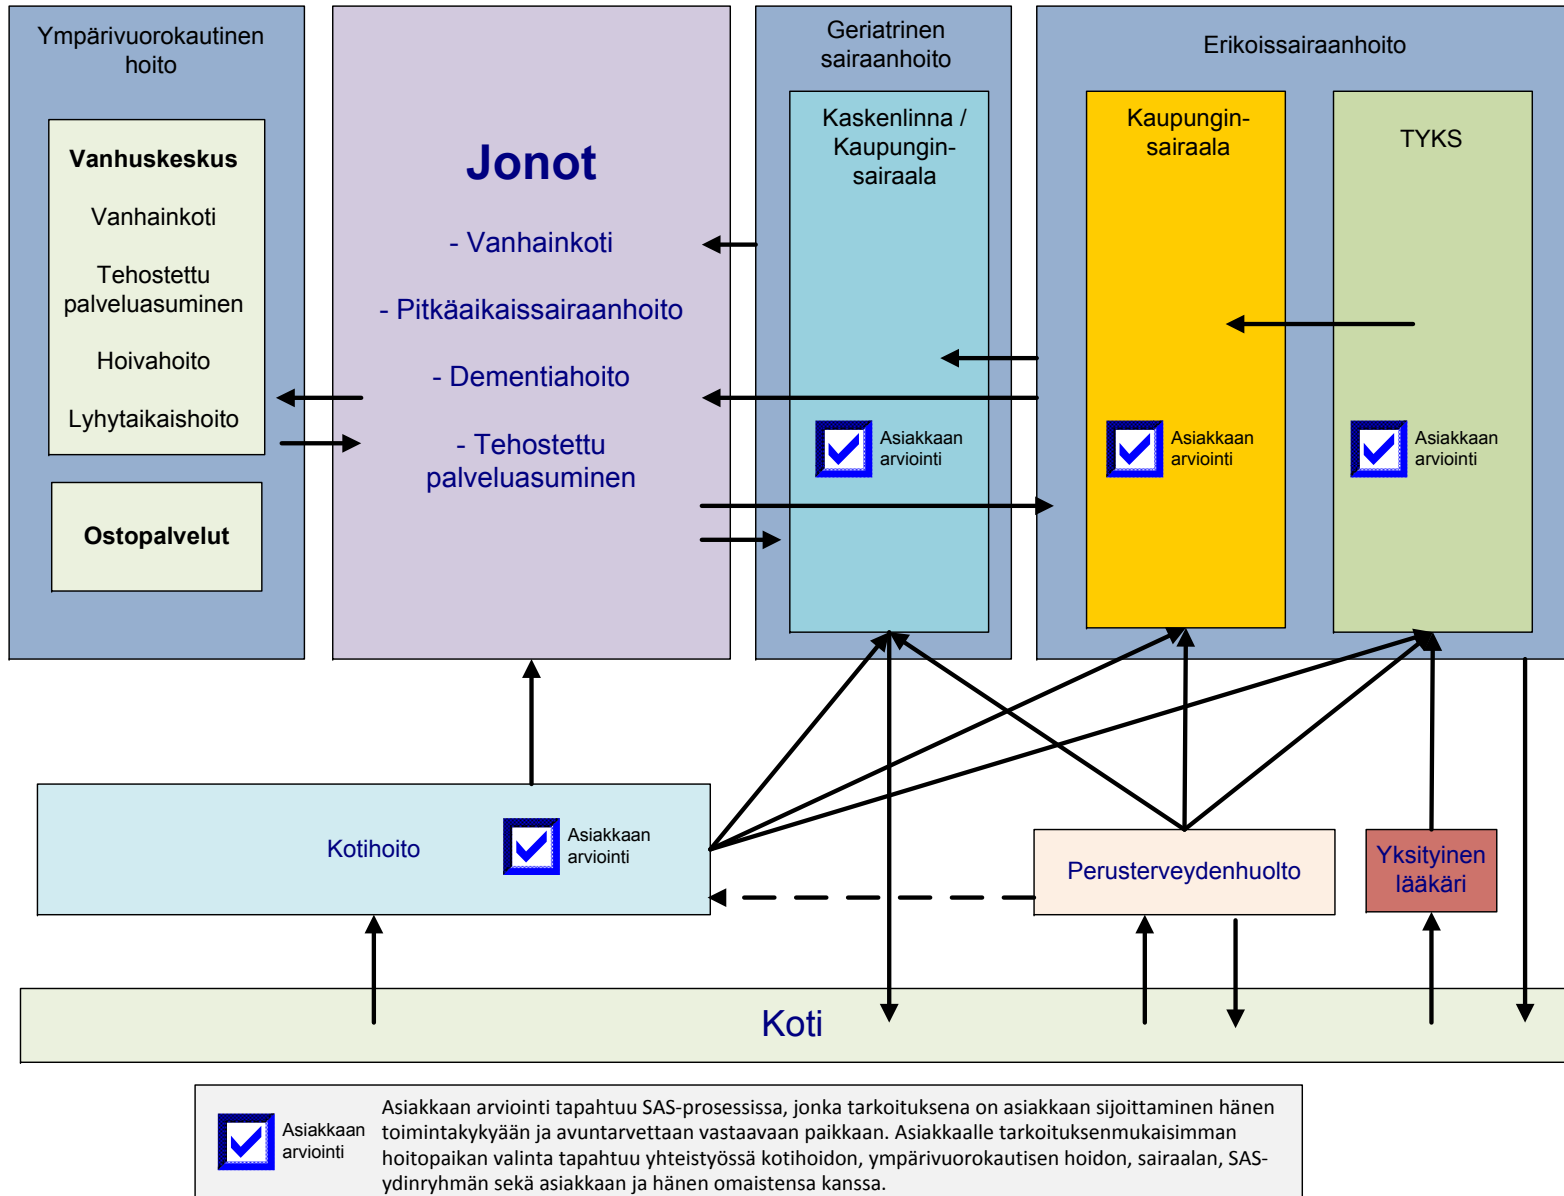 Ympärivuorokautinen
hoito
Vanhuskeskus
Vanhainkoti
Tehostettu
palveluasuminen
Hoivahoito
Lyhytaikaishoito
Ostopalvelut
Jonot
- Vanhainkoti
- Pitkäaikaissairaanhoito
- Dementiahoito
- Tehostettu
palveluasuminen
Geriatrinen
sairaanhoito
Kaskenlinna /
Kaupungin-
sairaala
Asiakkaan
arviointi
Erikoissairaanhoito
Kaupungin-
sairaala
Asiakkaan
arviointi
TYKS
Asiakkaan
arviointi
Kotihoito
Asiakkaan
arviointi
Perusterveydenhuolto
Yksityinen
lääkäri
Koti
Asiakkaan
arviointi
Asiakkaan arviointi tapahtuu SAS-prosessissa, jonka tarkoituksena on asiakkaan sijoittaminen hänen
toimintakykyään ja avuntarvettaan vastaavaan paikkaan. Asiakkaalle tarkoituksenmukaisimman
hoitopaikan valinta tapahtuu yhteistyössä kotihoidon, ympärivuorokautisen hoidon, sairaalan, SAS-
ydinryhmän sekä asiakkaan ja hänen omaistensa kanssa.